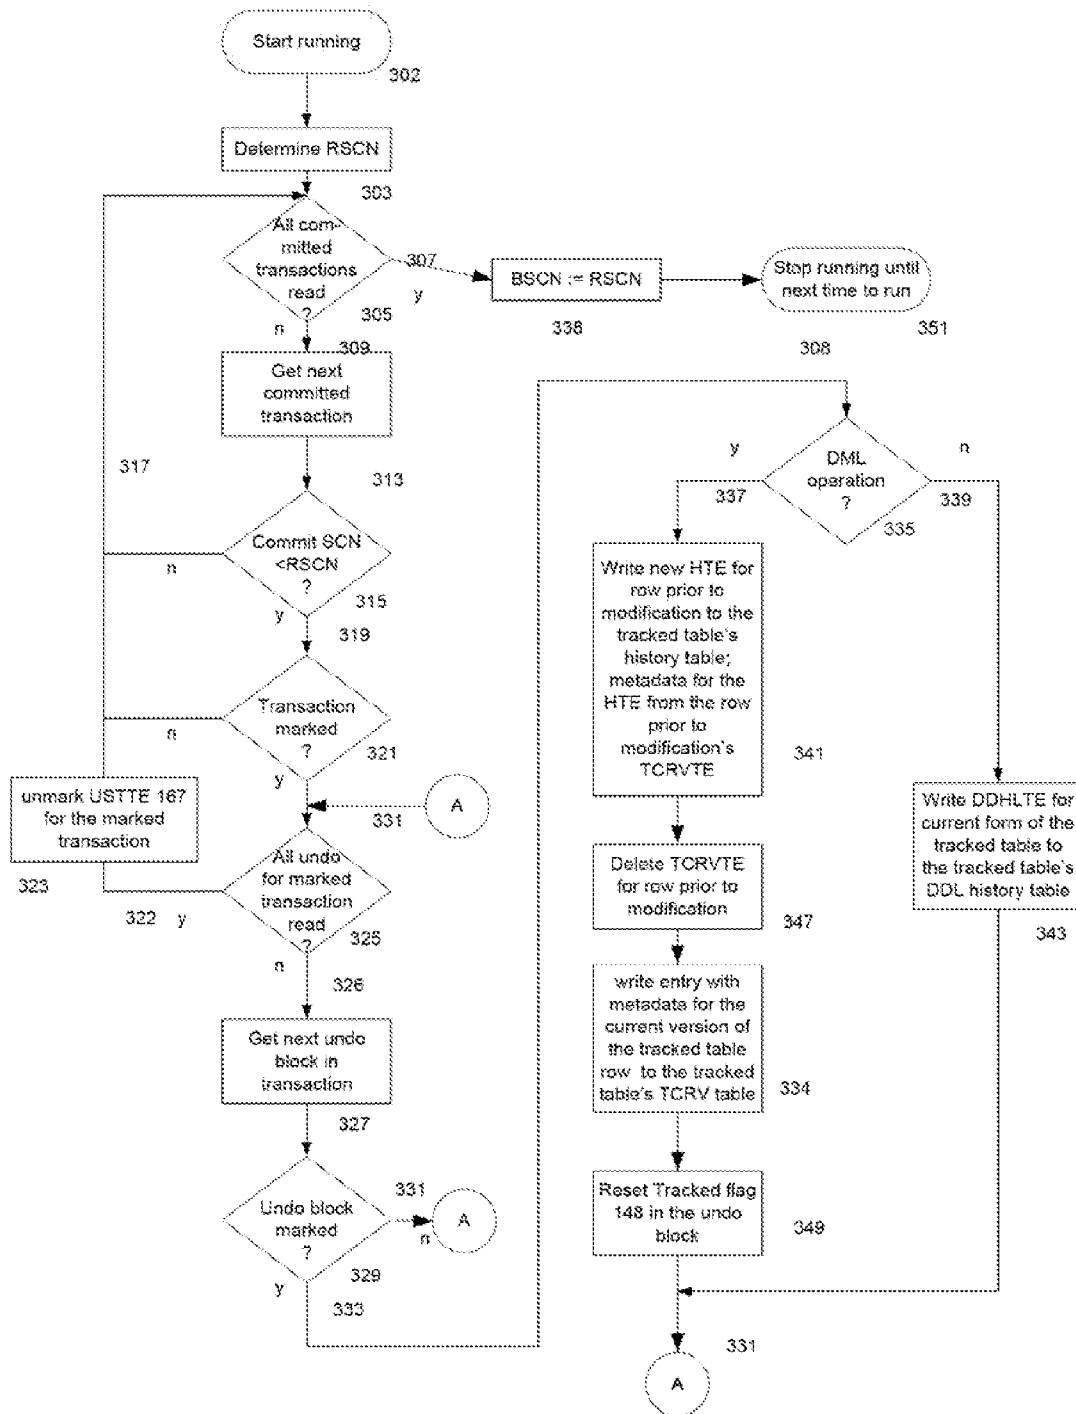 Start running
302
Determine RSCN
303
All com-
mitted
transactions
read
?
307
y
305
n
309
BSCN := RSCN
338
Stop running until
next time to run
351
308
Get next
committed
transaction
317
313
Commit SCN
<RSCN
?
n
315
y
319
Transaction
marked
?
n
321
y
A
331
unmark USTTE 167
for the marked
transaction
323
All undo
for marked
transaction
read
?
322
y
325
n
326
Get next undo
block in
transaction
327
Undo block
marked
?
331
n
A
329
y
333
DML
operation
?
y
n
337
339
335
Write new HTE for
row prior to
modification to the
tracked table's
history table;
metadata for the
HTE from the row
prior to
modification's
TCRVTE
341
Delete TCRVTE
for row prior to
modification
347
write entry with
metadata for the
current version of
the tracked table
row to the tracked
table's TCRV table
334
Reset Tracked flag
148 in the undo
block
349
Write DDHLTE for
current form of the
tracked table to
the tracked table's
DDL history table
343
331
A